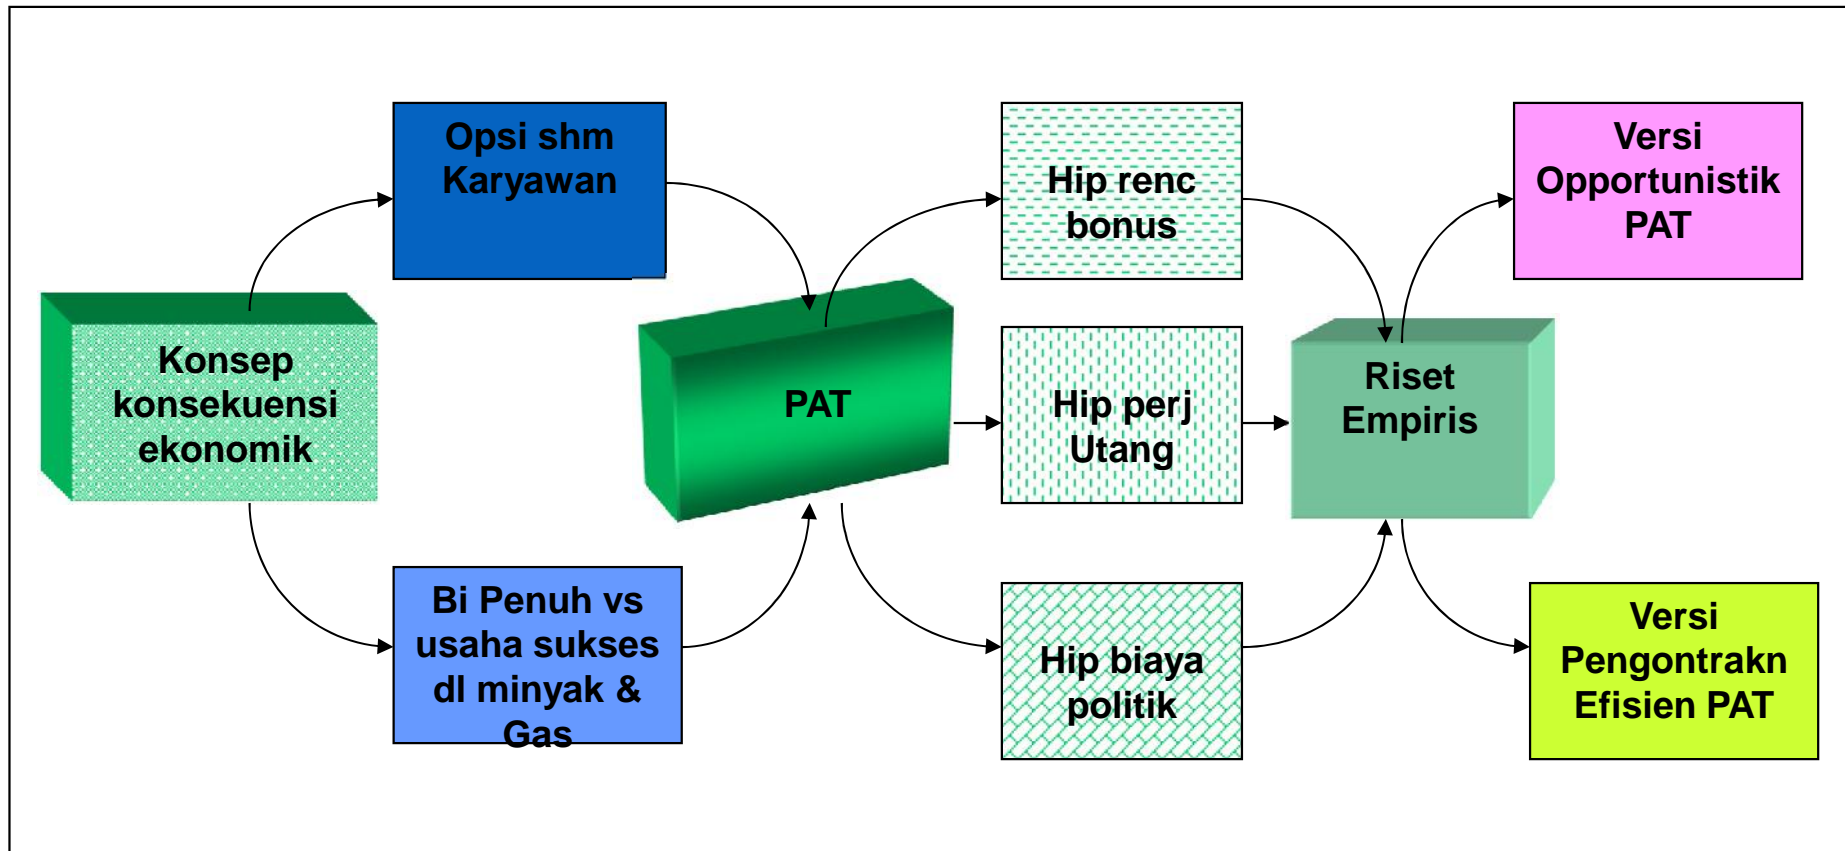 Konsep
konsekuensi
ekonomik
Opsi shm
Karyawan
Bi Penuh vs
usaha sukses
dl minyak &
Gas
PAT
Hip renc
bonus
Hip perj
Utang
Hip biaya
politik
Riset
Empiris
Versi
Opportunistik
PAT
Versi
Pengontrakn
Efisien PAT